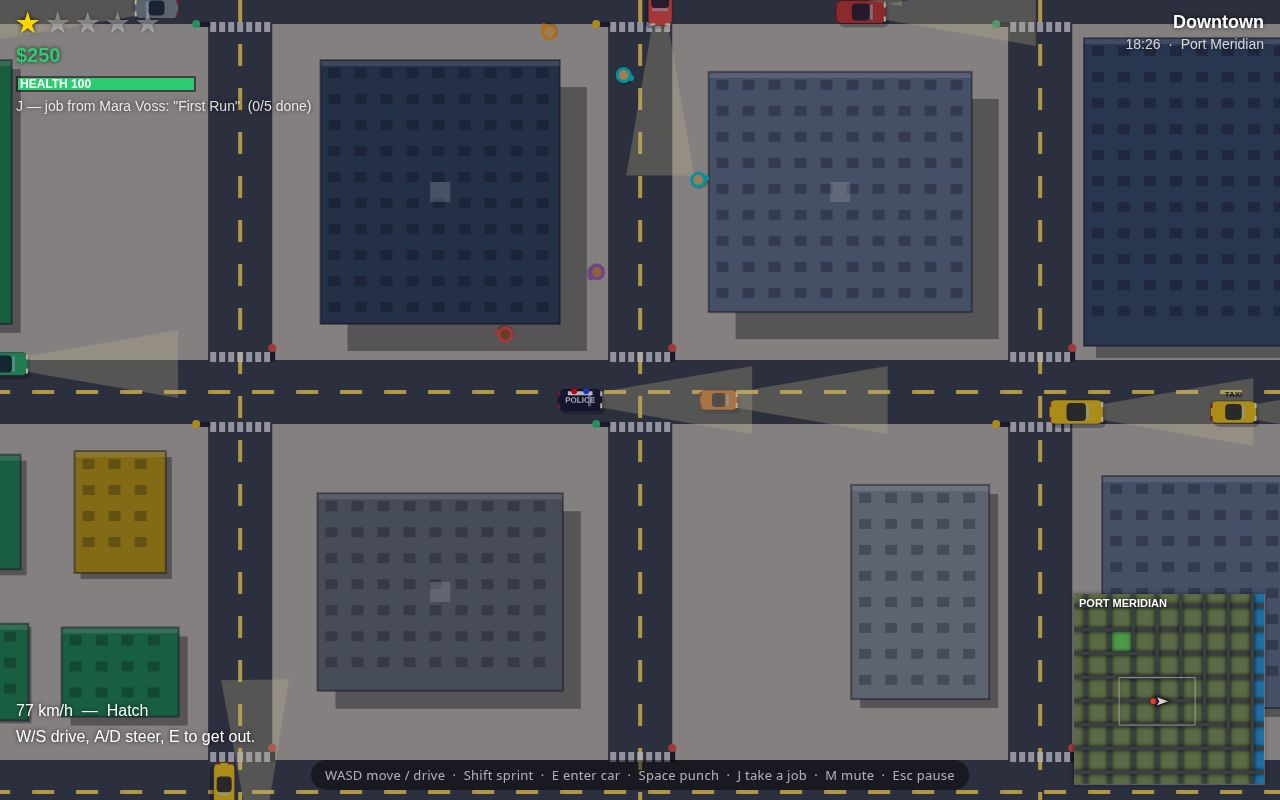 Downtown
18:26 · Port Meridian
$250
HEALTH 100
J — job from Mara Voss: "First Run" (0/5 done)
POLICE
TAXI
PORT MERIDIAN
77 km/h — Hatch
W/S drive, A/D steer, E to get out.
WASD move / drive · Shift sprint · E enter car · Space punch · J take a job · M mute · Esc pause